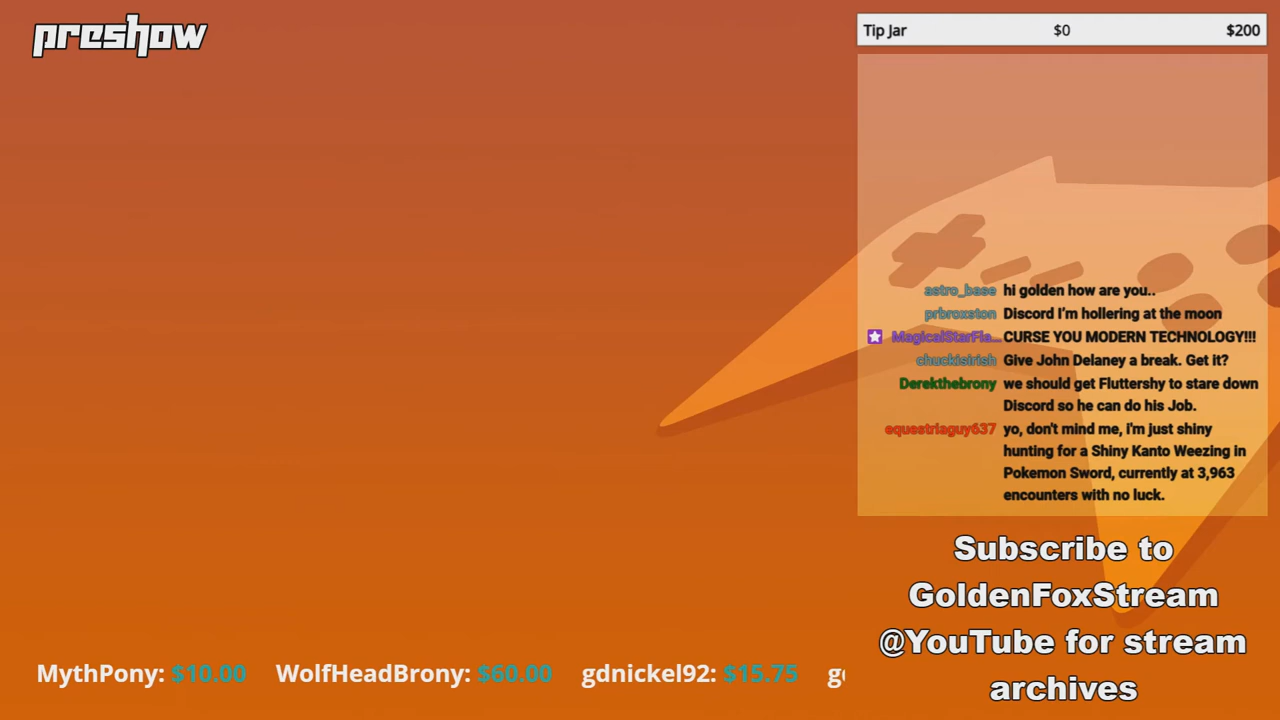 preshow
Tip Jar $0 $200
astro_base hi golden how are you..
prbroxston Discord I'm hollering at the moon
MagicalStarFla... CURSE YOU MODERN TECHNOLOGY!!!
chuckisirish Give John Delaney a break. Get it?
Derekthebrony we should get Fluttershy to stare down
Discord so he can do his Job.
equestriaguy637 yo, don't mind me, i'm just shiny
hunting for a Shiny Kanto Weezing in
Pokemon Sword, currently at 3,963
encounters with no luck.
Subscribe to
GoldenFoxStream
@YouTube for stream
archives
MythPony: $10.00 WolfHeadBrony: $60.00 gdnickel92: $15.75